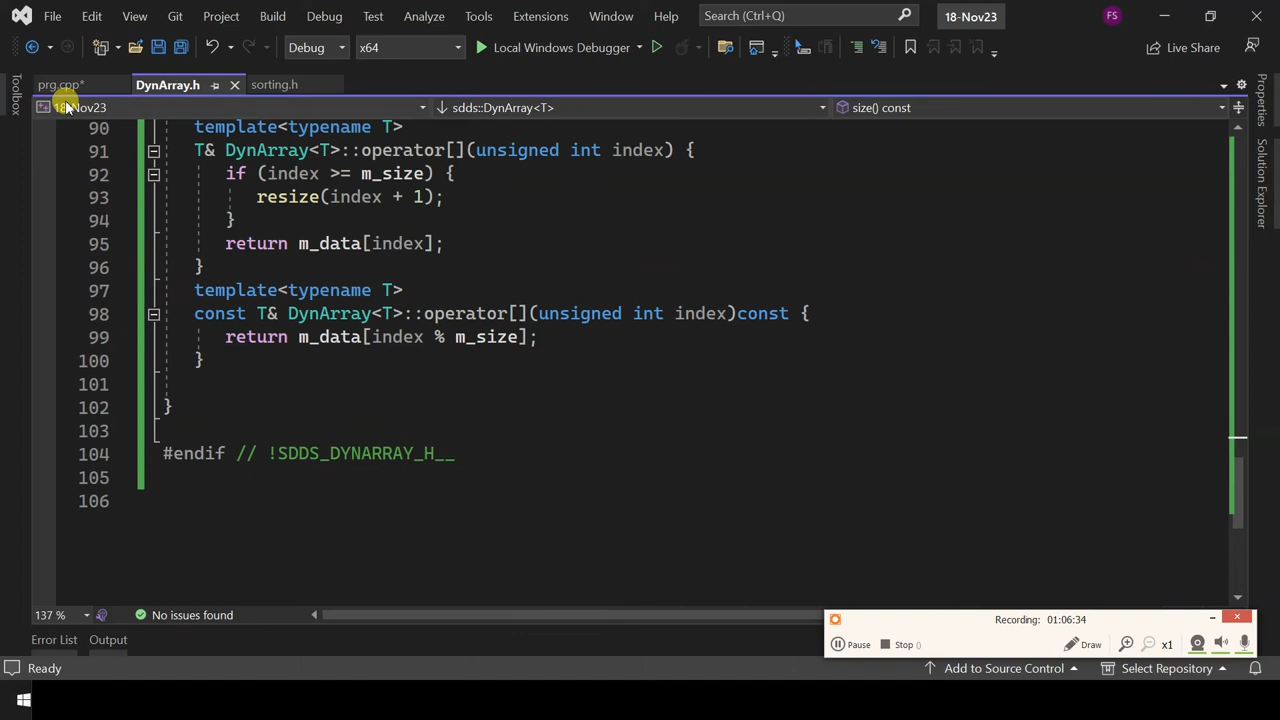 File Edit View Git Project Build Debug Test Analyze Tools Extensions Window Help Search (Ctrl+Q) 18-Nov23 FS
Debug x64 Local Windows Debugger Live Share
prg.cpp* DynArray.h sorting.h
18-Nov23 sdds::DynArray<T> size() const
Toolbox
Properties
Solution Explorer
90 template<typename T>
91 T& DynArray<T>::operator[](unsigned int index) {
92 if (index >= m_size) {
93 resize(index + 1);
94 }
95 return m_data[index];
96 }
97 template<typename T>
98 const T& DynArray<T>::operator[](unsigned int index)const {
99 return m_data[index % m_size];
100 }
101
102 }
103
104 #endif // !SDDS_DYNARRAY_H__
105
106
137 % No issues found
Recording: 01:06:34
Pause Stop () Draw x1
Error List Output
Ready Add to Source Control Select Repository